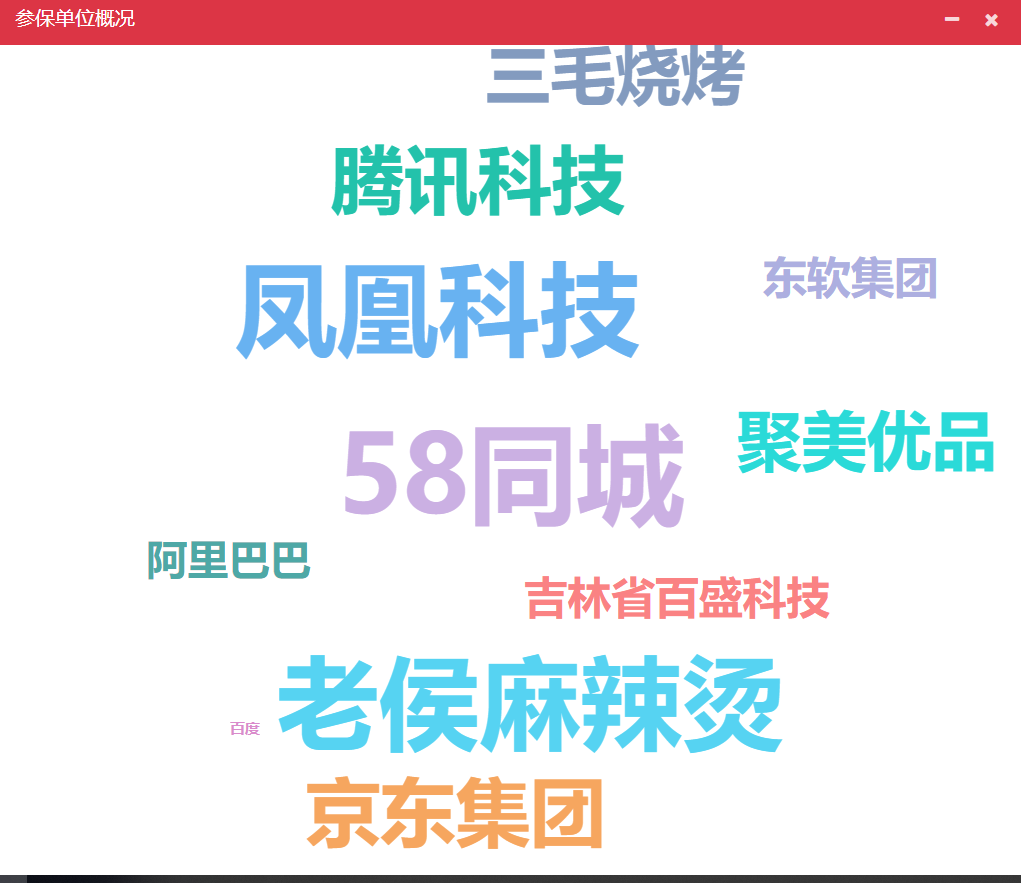 参保单位概况
三毛烧烤
腾讯科技
凤凰科技
东软集团
聚美优品
58同城
阿里巴巴
吉林省百盛科技
老侯麻辣烫
百度
京东集团